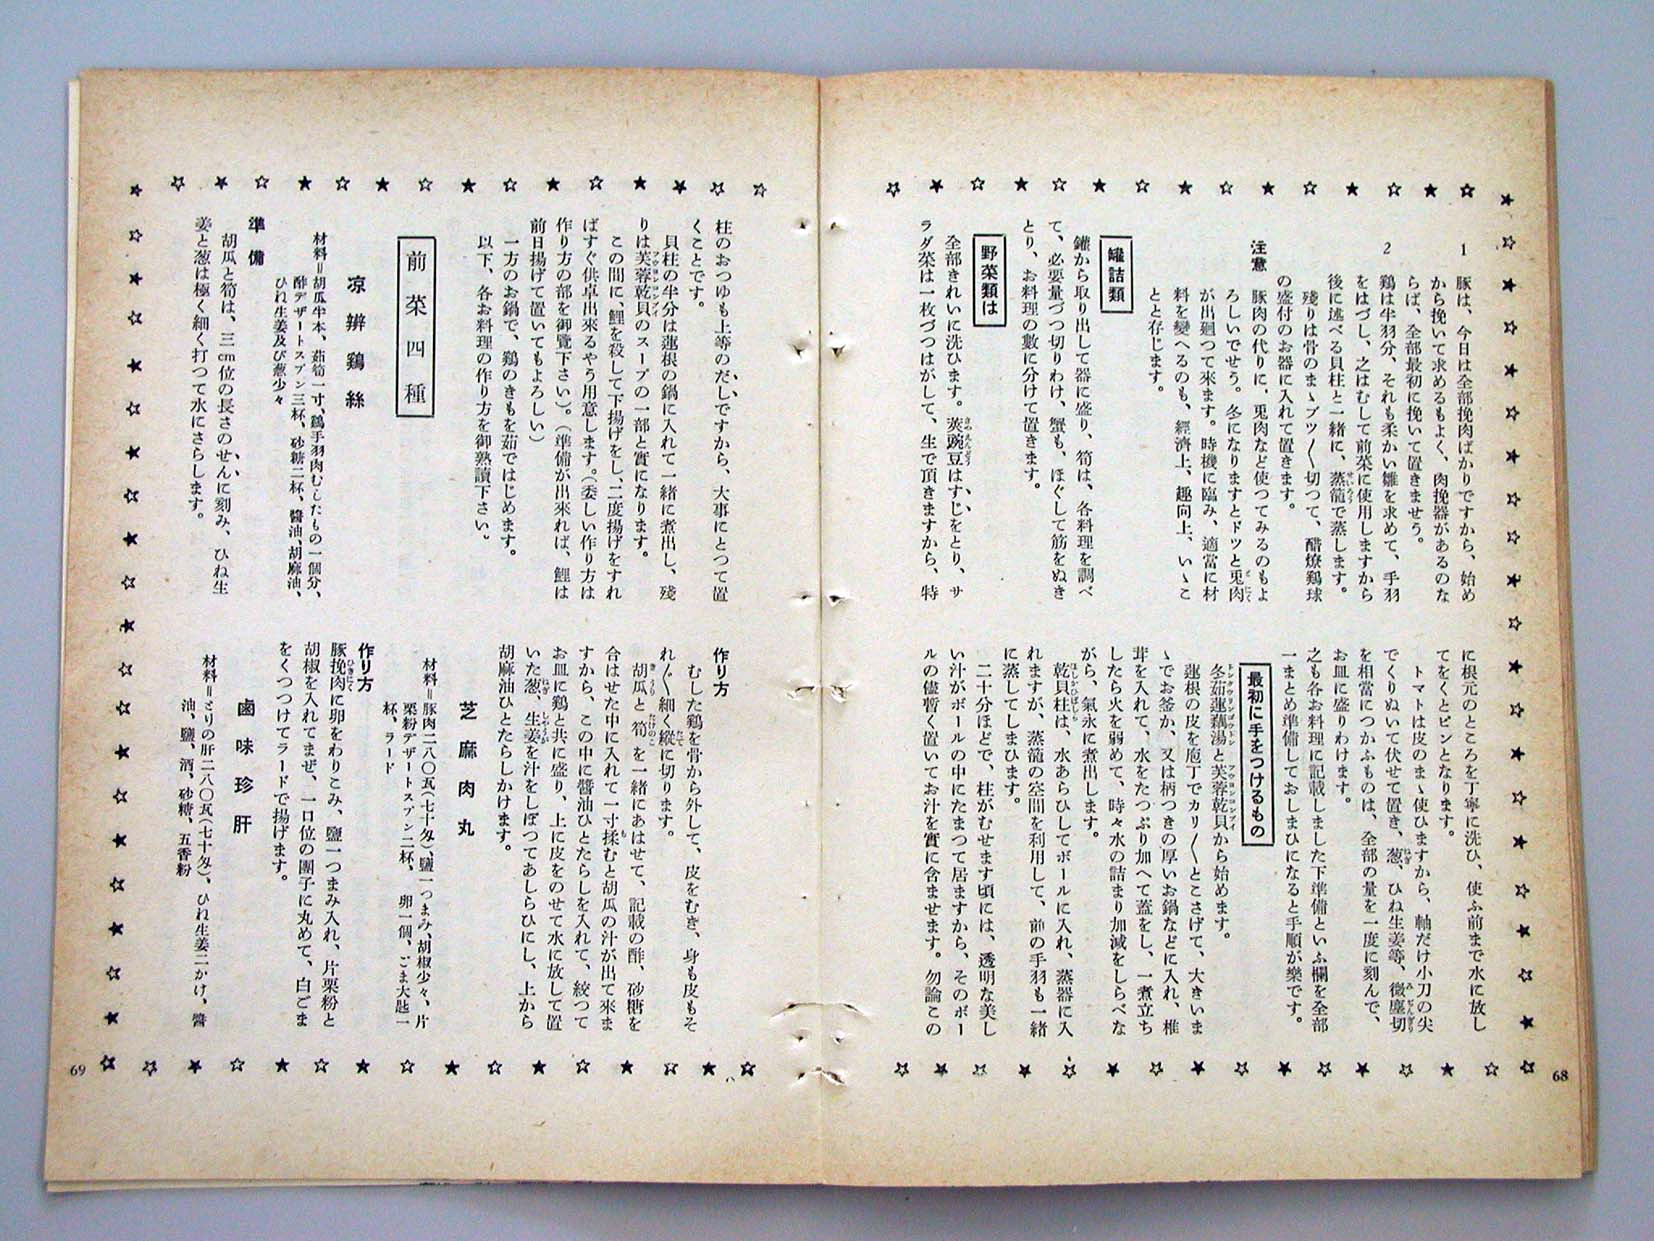 1 豚は、今日は全部挽肉ばかりですから、始め
から挽いて求めるもよく、肉挽器があるのな
らば、全部最初に挽いて置きませう。
2 鶏は半羽分、それも柔かい雛を求めて、手羽
をはづし、之はむして前菜に使用しますから
後に述べる貝柱と一緒に、蒸籠で蒸します。
残りは骨のまゝブツ〳〵切つて、醋燎鶏球
の盛付のお器に入れて置きます。
注意 豚肉の代りに、兎肉など使つてみるのもよ
ろしいでせう。冬になりますとドッと兎肉
が出廻つて來ます。時機に臨み、適當に材
料を變へるのも、經濟上、趣向上、いゝこ
とと存じます。
罐詰類
罐から取り出して器に盛り、筍は、各料理を調べ
て、必要量づつ切りわけ、蟹も、ほぐして筋をぬき
とり、お料理の數に分けて置きます。
野菜類は
全部きれいに洗ひます。莢豌豆はすじをとり、サ
ラダ菜は一枚づつはがして、生で頂きますから、特
に根元のところを丁寧に洗ひ、使ふ前まで水に放し
てをくとピンとなります。
トマトは皮のまゝ使ひますから、軸だけ小刀の尖
でくりぬいて伏せて置き、葱、ひね生姜等、微塵切
を相當につかふものは、全部の量を一度に刻んで、
お皿に盛りわけます。
之も各お料理に記載しました下準備といふ欄を全部
一まとめ準備しておしまひになると手順が樂です。
最初に手をつけるもの
冬茹蓮藕湯と芙蓉乾貝から始めます。
蓮根の皮を庖丁でカリ〳〵とこさげて、大きいま
ゝでお釜か、又は柄つきの厚いお鍋などに入れ、椎
茸を入れて、水をたつぷり加へて蓋をし、一煮立ち
したら火を弱めて、時々水の詰まり加減をしらべな
がら、氣永に煮出します。
乾貝柱は、水あらひしてボールに入れ、蒸器に入
れますが、蒸籠の空間を利用して、前の手羽も一緒
に蒸してしまひます。
二十分ほどで、柱がむせます頃には、透明な美し
い汁がボールの中にたまつて居ますから、そのボー
ルの儘暫く置いてお汁を實に含ませます。勿論この
68
柱のおつゆも上等のだしですから、大事にとつて置
くことです。
貝柱の半分は蓮根の鍋に入れて一緒に煮出し、殘
りは芙蓉乾貝のスープの一部と實になります。
この間に、鯉を殺して下揚げをし、二度揚げをすれ
ばすぐ供卓出來るやう用意します。(委しい作り方は
作り方の部を御覽下さい)。(準備が出來れば、鯉は
前日揚げて置いてもよろしい)
一方のお鍋で、鶏のきもを茹ではじめます。
以下、各お料理の作り方を御熟讀下さい。
前菜四種
凉辨鶏絲
材料=胡瓜半本、茹筍一寸、鶏手羽肉むしたもの一個分、
酢デザートスプン三杯、砂糖二杯、醤油、胡麻油、
ひね生姜及び葱少々
準備
胡瓜と筍は、三cm位の長さのせんに刻み、ひね生
姜と葱は極く細く打つて水にさらします。
作り方
むした鶏を骨から外して、皮をむき、身も皮もそ
れ〳〵細く縱に切ります。
胡瓜と筍を一緒にあはせて、記載の酢、砂糖を
合はせた中に入れて一寸揉むと胡瓜の汁が出て來ま
すから、この中に醤油ひとたらしを入れて、絞つて
お皿に鶏と共に盛り、上に皮をのせて水に放して置
いた葱、生姜を汁をしぼつてあしらひにし、上から
胡麻油ひとたらしかけます。
芝麻肉丸
材料=豚肉二八〇瓦(七十匁)、鹽一つまみ、胡椒少々、片
栗粉デザートスプン二杯、卵一個、ごま大匙一
杯、ラード
作り方
豚挽肉に卵をわりこみ、鹽一つまみ入れ、片栗粉と
胡椒を入れてまぜ、一口位の團子に丸めて、白ごま
をくつつけてラードで揚げます。
鹵味珍肝
材料=とりの肝二八〇瓦(七十匁)、ひね生姜二かけ、醤
油、鹽、酒、砂糖、五香粉
69